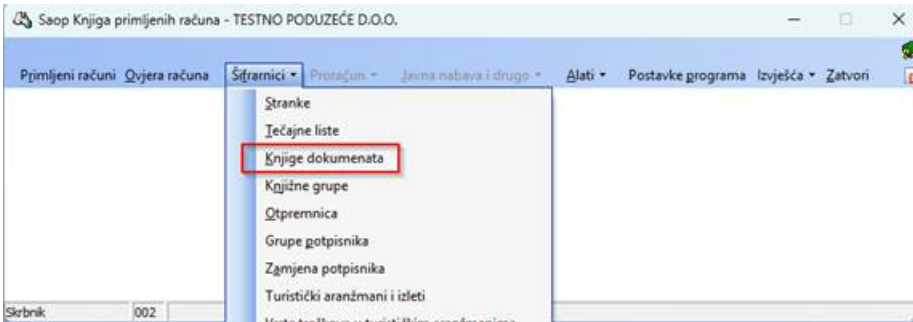 Saop Knjiga primljenih računa - TESTNO PODUZEĆE D.O.O.
Primljeni računi Ovjera računa Šifrarnici Proračun Javna nabava i drugo Alati Postavke programa Izvješća Zatvori
Stranke
Tečajne liste
Knjige dokumenata
Knjižne grupe
Otpremnica
Grupe potpisnika
Zamjena potpisnika
Turistički aranžmani i izleti
Skrbnik 002